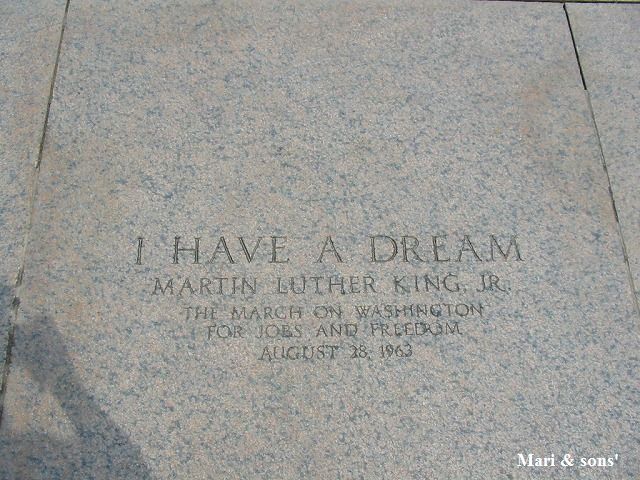 I HAVE A DREAM
MARTIN LUTHER KING, JR.
THE MARCH ON WASHINGTON
FOR JOBS AND FREEDOM
AUGUST 28, 1963
Mari & sons'